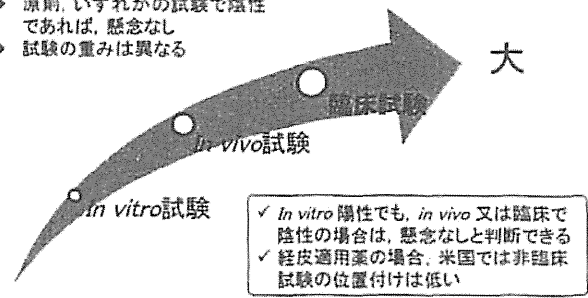 原則, いずれかの試験で陰性
であれば, 懸念なし
試験の重みは異なる
大
臨床試験
In vivo試験
In vitro試験
✓ In vitro 陽性でも, in vivo 又は臨床で
陰性の場合は, 懸念なしと判断できる
✓ 経皮適用薬の場合, 米国では非臨床
試験の位置付けは低い